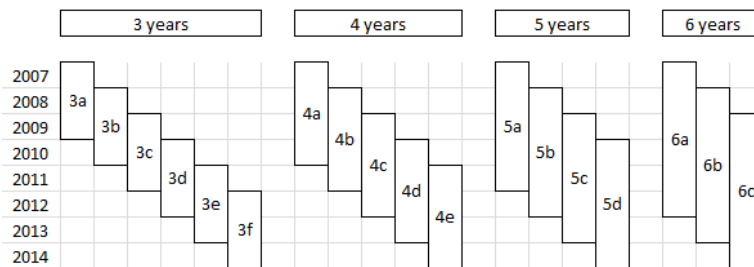 3 years 4 years 5 years 6 years
2007
2008 3a
3b 4a
2009 5a
3c 4b 6a
2010 5b 6b
3d 4c
2011 5c
3e 4d
2012 5d
3f 4e
2013
2014